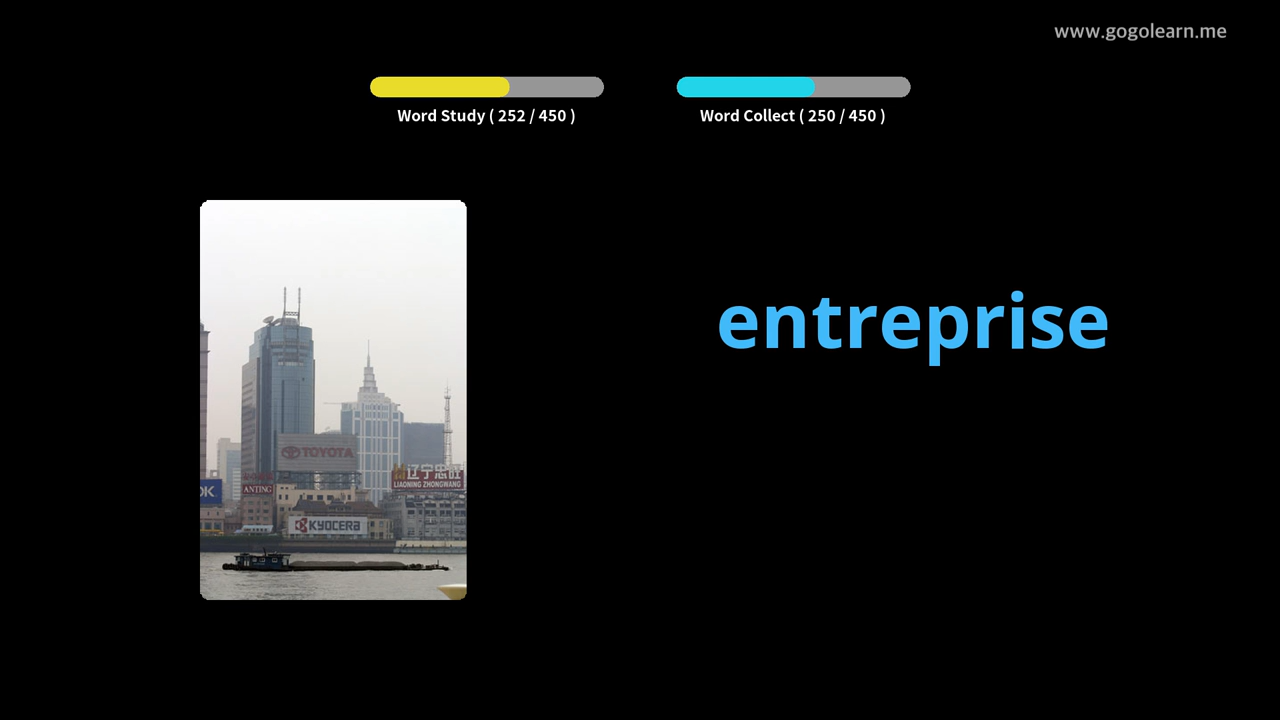 www.gogolearn.me
Word Study ( 252 / 450 )
Word Collect ( 250 / 450 )
entreprise
TOYOTA
辽宁忠旺
LIAONING ZHONGWANG
OK
ANTING
KYOCERA